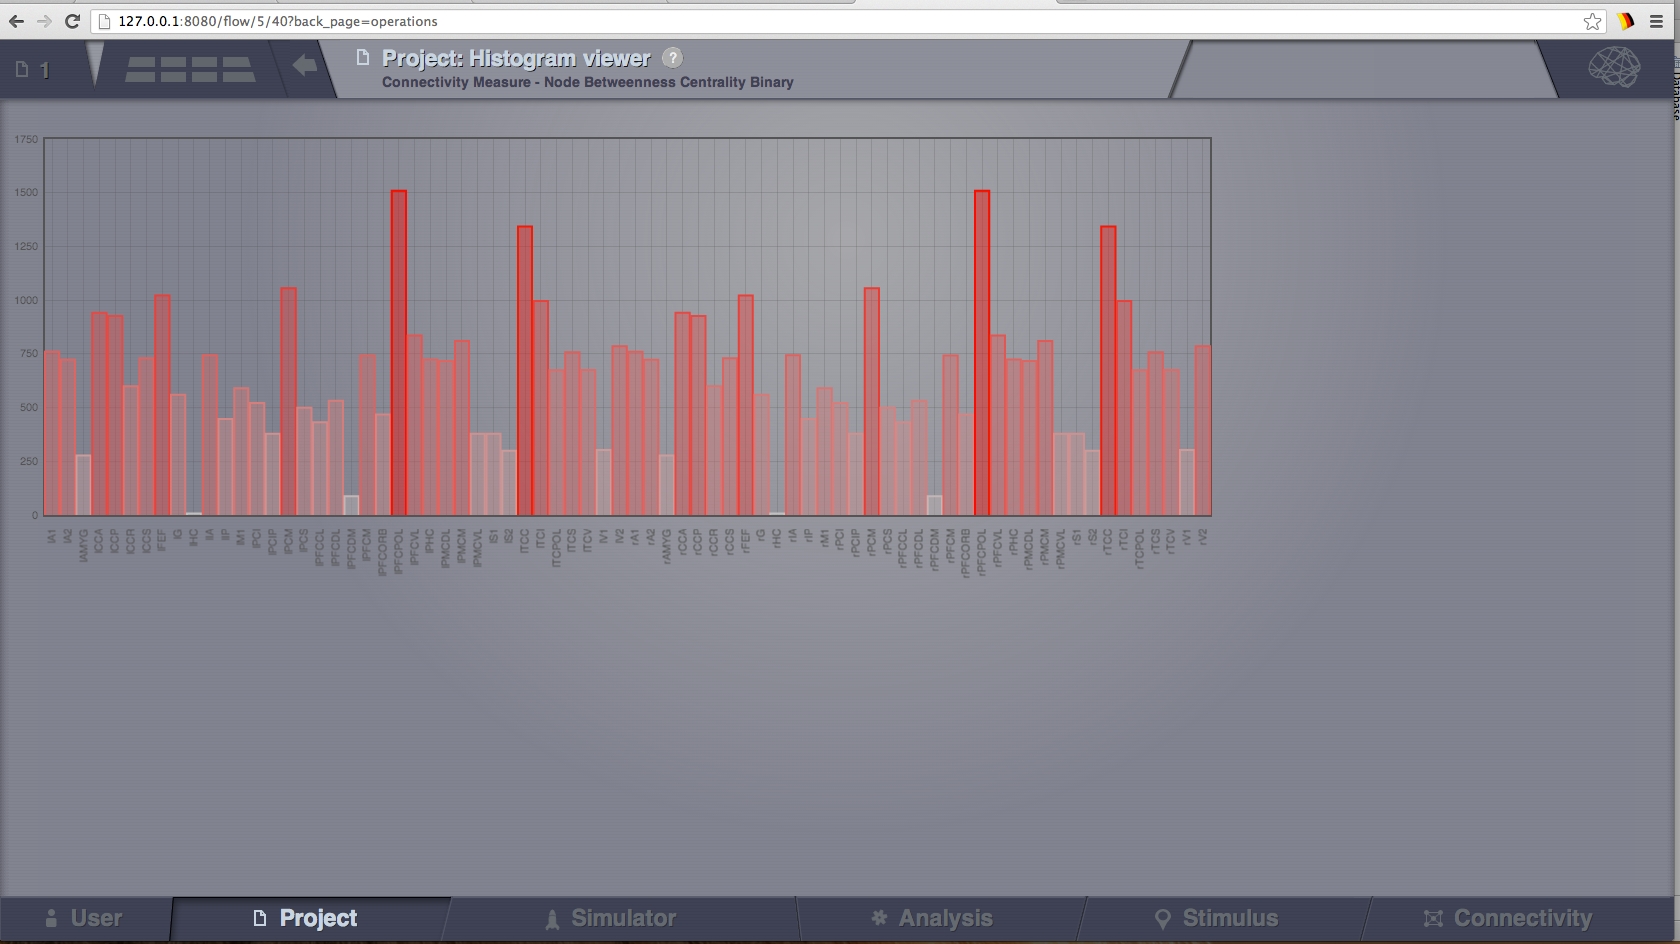 127.0.0.1:8080/flow/5/40?back_page=operations
1
Project: Histogram viewer ?
Connectivity Measure - Node Betweenness Centrality Binary
Database
1750
1500
1250
1000
750
500
250
0
lA1 lA2 lAMYG lCCA lCCP lCCR lCCS lFEF lG lHC lIA lIP lM1 lPCI lPCIP lPCM lPCS lPFCCL lPFCDL lPFCDM lPFCM lPFCORB lPFCPOL lPFCVL lPHC lPMCDL lPMCM lPMCVL lS1 lS2 lTCC lTCI lTCPOL lTCS lTCV lV1 lV2 rA1 rA2 rAMYG rCCA rCCP rCCR rCCS rFEF rG rHC rIA rIP rM1 rPCI rPCIP rPCM rPCS rPFCCL rPFCDL rPFCDM rPFCM rPFCORB rPFCPOL rPFCVL rPHC rPMCDL rPMCM rPMCVL rS1 rS2 rTCC rTCI rTCPOL rTCS rTCV rV1 rV2
User Project Simulator Analysis Stimulus Connectivity